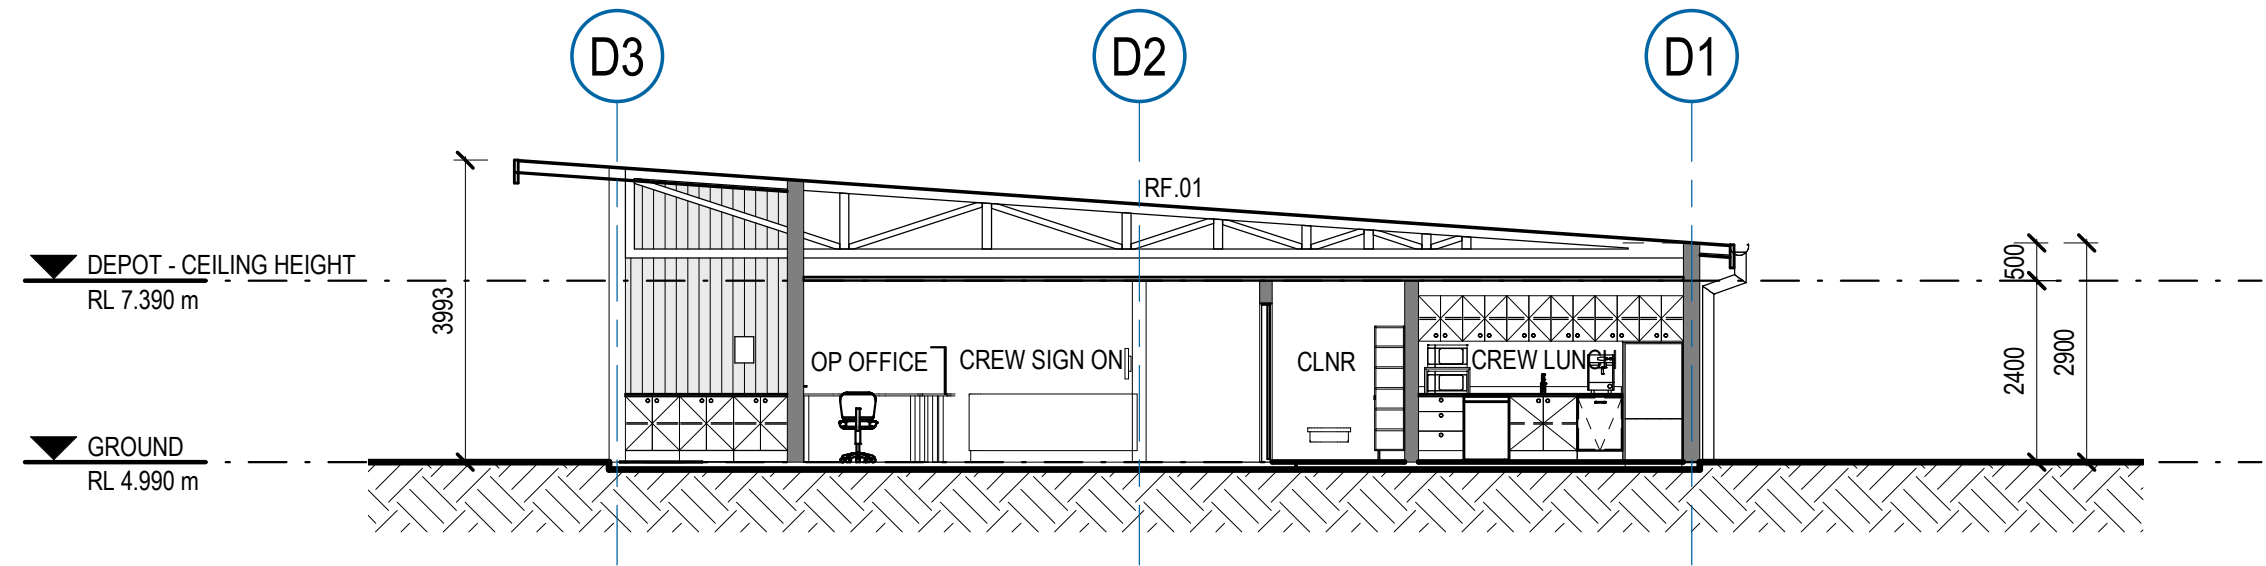 D3
D2
D1
RF.01
DEPOT - CEILING HEIGHT
RL 7.390 m
3993
500
2400
2900
OP OFFICE
CREW SIGN ON
CLNR
CREW LUNCH
GROUND
RL 4.990 m